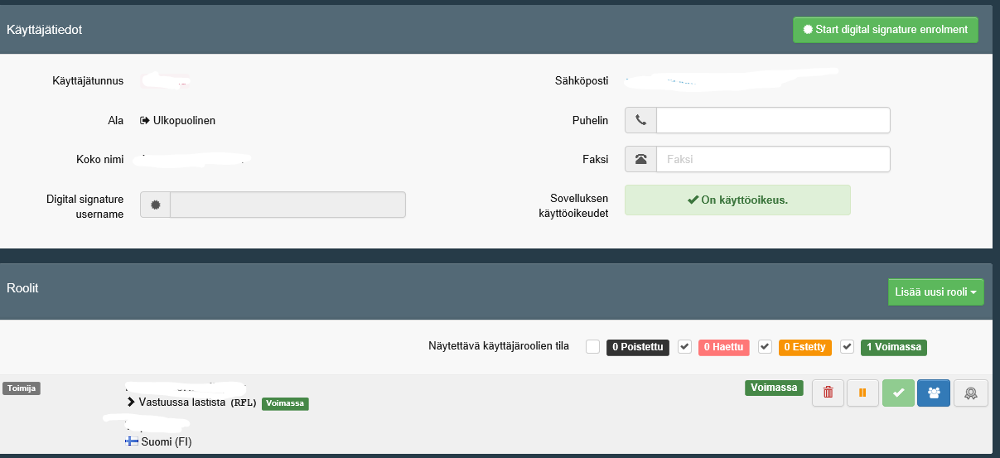 Käyttäjätiedot
Start digital signature enrolment
Käyttäjätunnus
Sähköposti
Ala
Ulkopuolinen
Puhelin
Koko nimi
Faksi
Faksi
Digital signature
username
Sovelluksen
käyttöoikeudet
On käyttöoikeus.
Roolit
Lisää uusi rooli
Näytettävä käyttäjäroolien tila
0 Poistettu
0 Haettu
0 Estetty
1 Voimassa
Toimija
Voimassa
Vastuussa lastista (RFL) Voimassa
Suomi (FI)